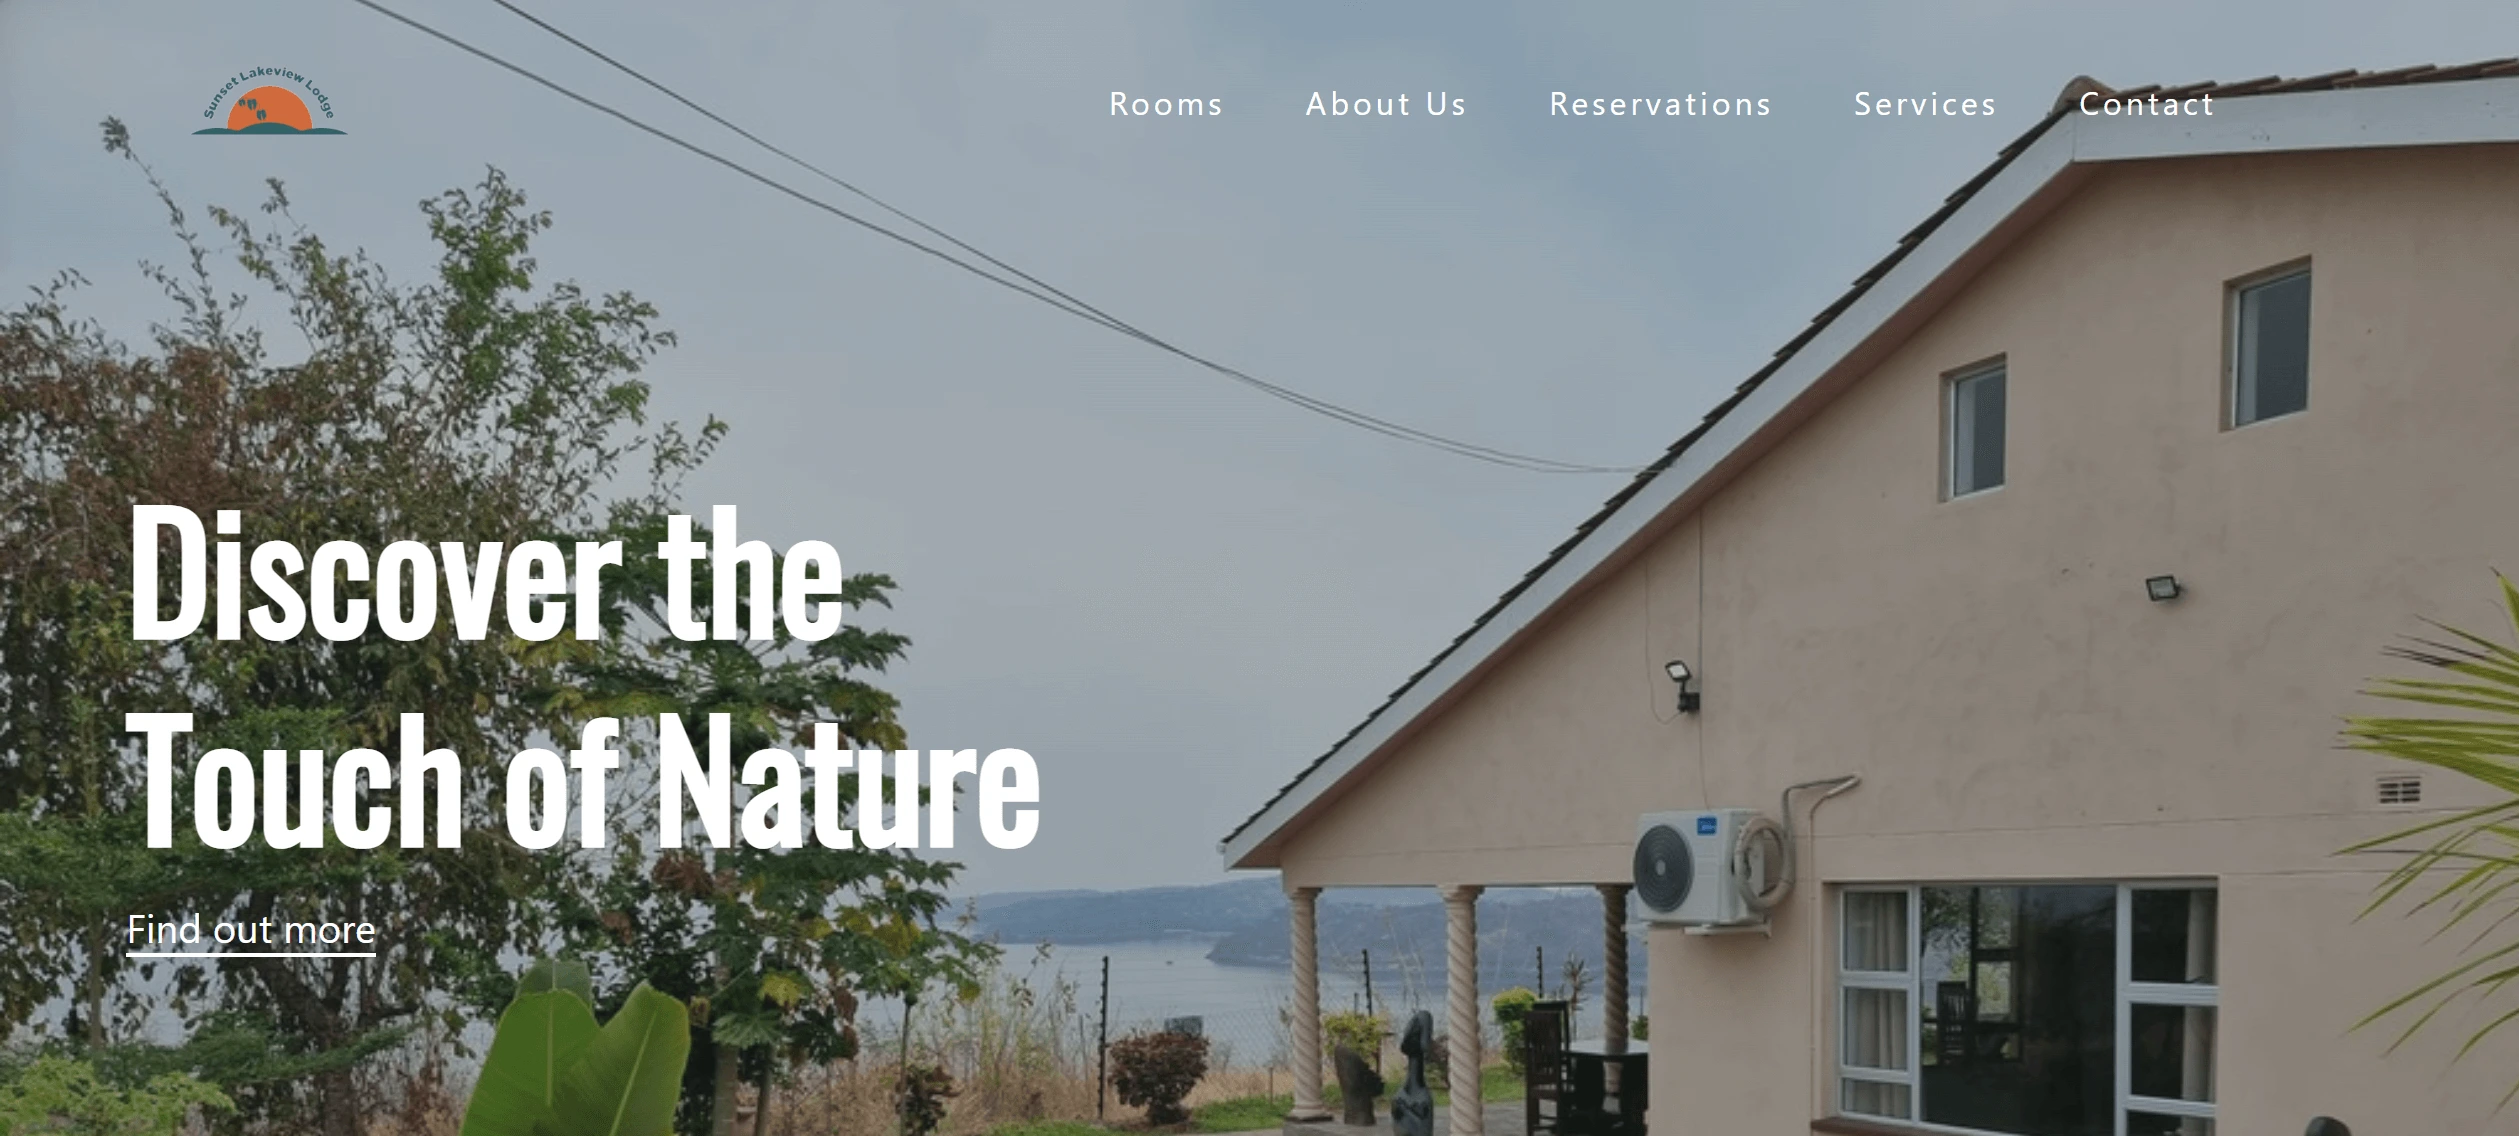 Sunset Lakeview Lodge
Rooms About Us Reservations Services Contact
Discover the
Touch of Nature
Find out more